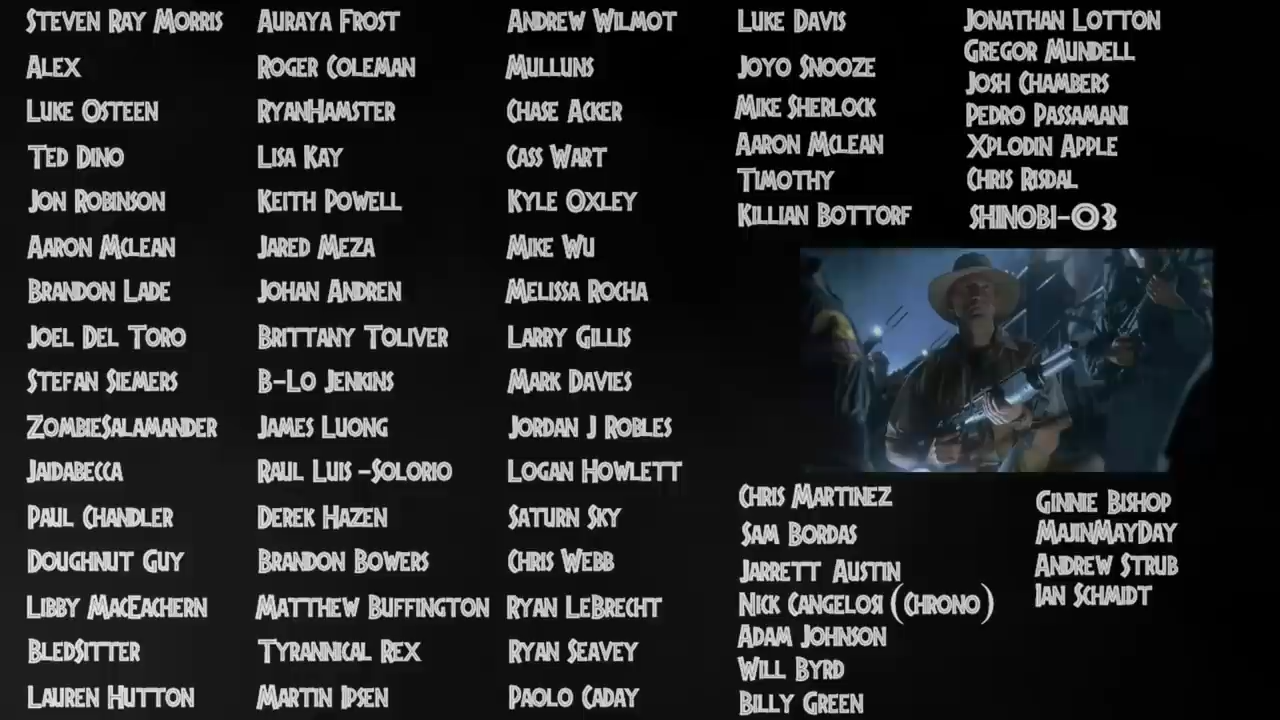 Steven Ray Morris
Alex
Luke Osteen
Ted Dino
Jon Robinson
Aaron Mclean
Brandon Lade
Joel Del Toro
Stefan Siemers
ZombieSalamander
Jaidabecca
Paul Chandler
Doughnut Guy
Libby MacEachern
BledSitter
Lauren Hutton
Auraya Frost
Roger Coleman
RyanHamster
Lisa Kay
Keith Powell
Jared Meza
Johan Andren
Brittany Toliver
B-Lo Jenkins
James Luong
Raul Luis -Solorio
Derek Hazen
Brandon Bowers
Matthew Buffington
Tyrannical Rex
Martin Ipsen
Andrew Wilmot
Mulluns
Chase Acker
Cass Wart
Kyle Oxley
Mike Wu
Melissa Rocha
Larry Gillis
Mark Davies
Jordan J Robles
Logan Howlett
Saturn Sky
Chris Webb
Ryan LeBrecht
Ryan Seavey
Paolo Caday
Luke Davis
Joyo Snooze
Mike Sherlock
Aaron Mclean
Timothy
Killian Bottorf
Jonathan Lotton
Gregor Mundell
Josh Chambers
Pedro Passamani
Xplodin Apple
Chris Risdal
SHINOBI-03
Chris Martinez
Sam Bordas
Jarrett Austin
Nick Cangelosi (Chrono)
Adam Johnson
Will Byrd
Billy Green
Ginnie Bishop
MajinMayDay
Andrew Strub
Ian Schmidt